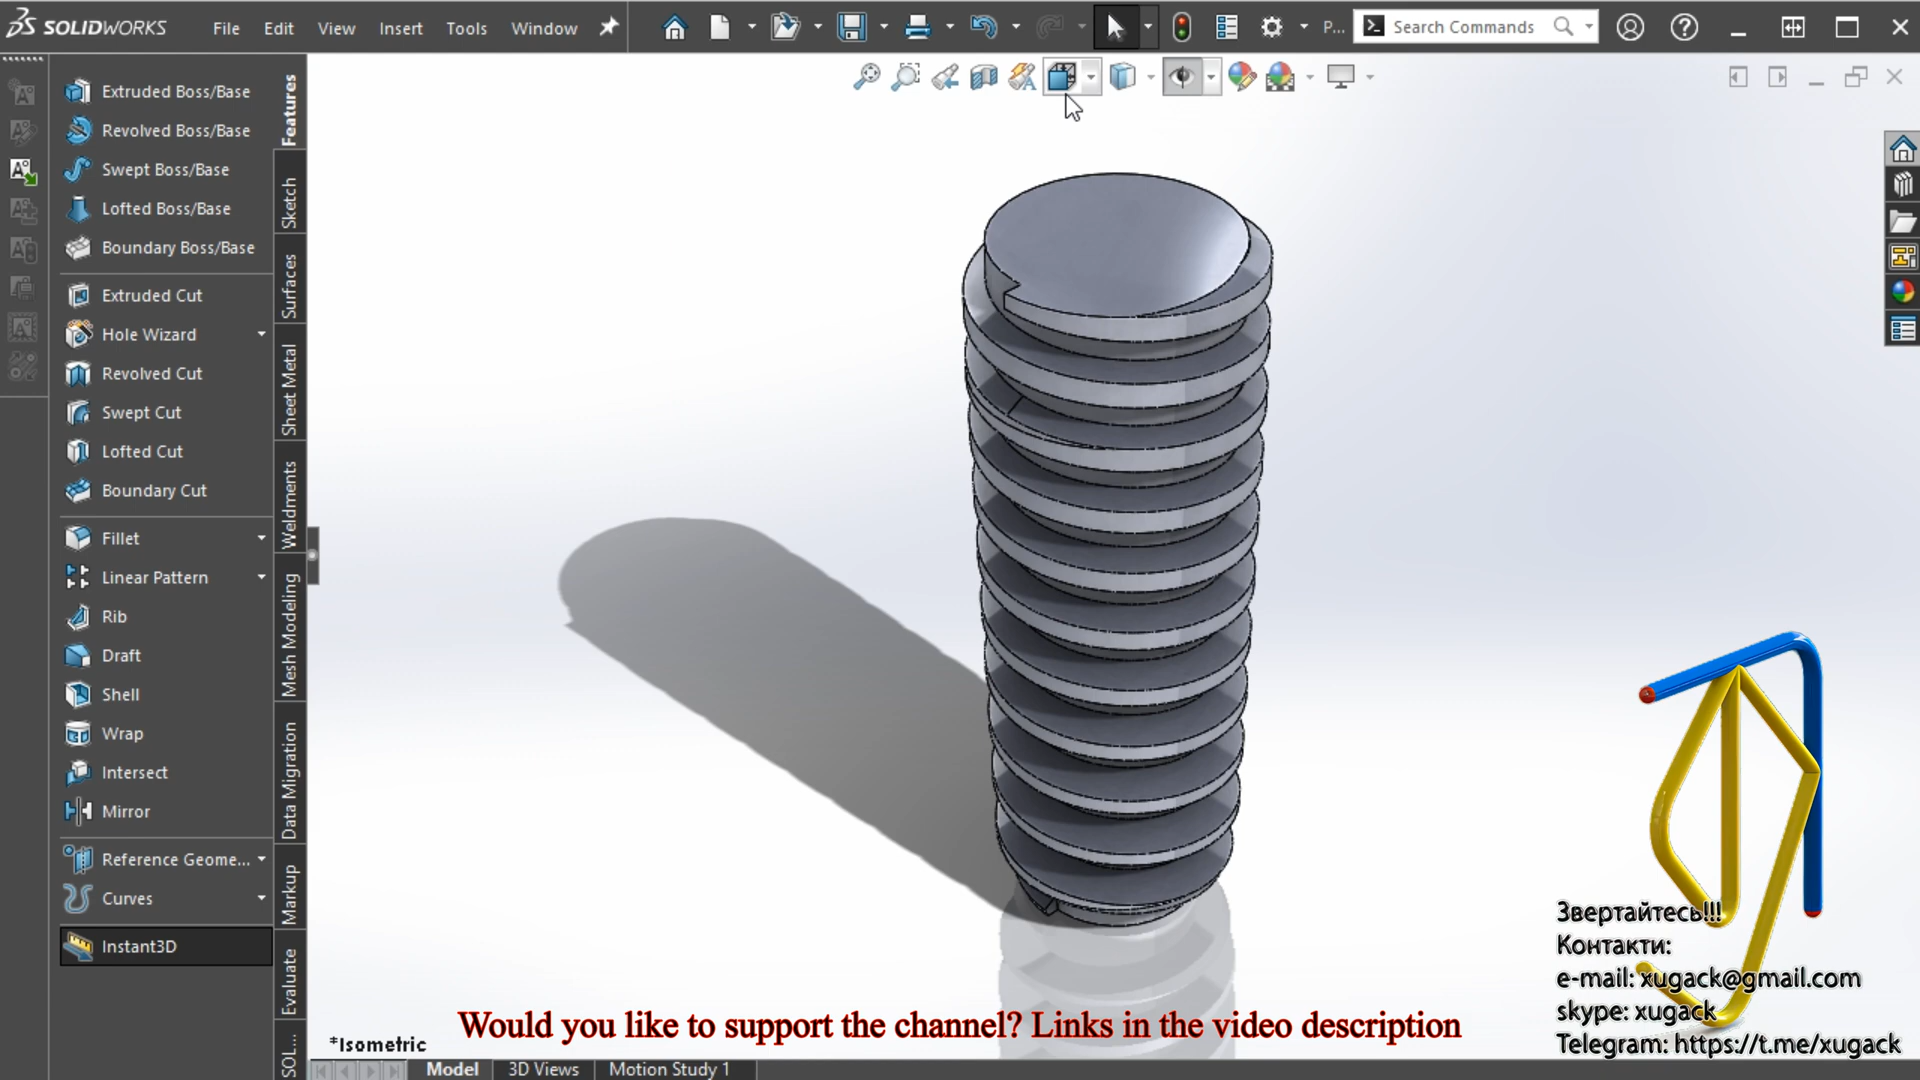 SOLIDWORKS File Edit View Insert Tools Window P... Search Commands
Extruded Boss/Base
Revolved Boss/Base
Swept Boss/Base
Lofted Boss/Base
Boundary Boss/Base
Extruded Cut
Hole Wizard
Revolved Cut
Swept Cut
Lofted Cut
Boundary Cut
Fillet
Linear Pattern
Rib
Draft
Shell
Wrap
Intersect
Mirror
Reference Geome...
Curves
Instant3D
Features
Sketch
Surfaces
Sheet Metal
Weldments
Mesh Modeling
Data Migration
Markup
Evaluate
SOL...
Звертайтесь!!!
Контакти:
e-mail: xugack@gmail.com
skype: xugack
Telegram: https://t.me/xugack
Would you like to support the channel? Links in the video description
*Isometric
Model 3D Views Motion Study 1